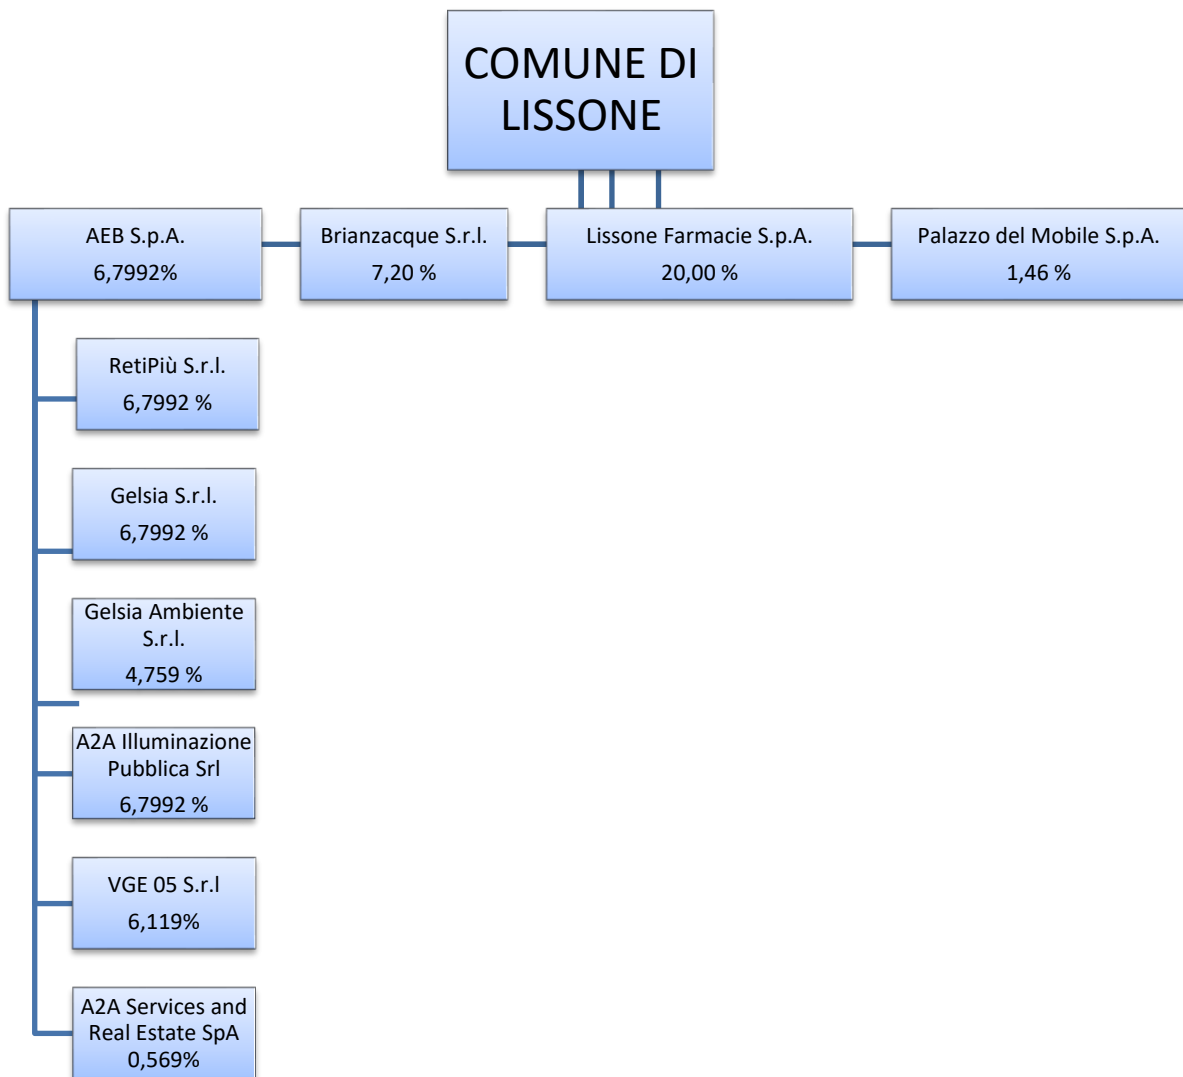 COMUNE DI
LISSONE
AEB S.p.A.
6,7992%
Brianzacque S.r.l.
7,20 %
Lissone Farmacie S.p.A.
20,00 %
Palazzo del Mobile S.p.A.
1,46 %
RetiPiù S.r.l.
6,7992 %
Gelsia S.r.l.
6,7992 %
Gelsia Ambiente
S.r.l.
4,759 %
A2A Illuminazione
Pubblica Srl
6,7992 %
VGE 05 S.r.l
6,119%
A2A Services and
Real Estate SpA
0,569%